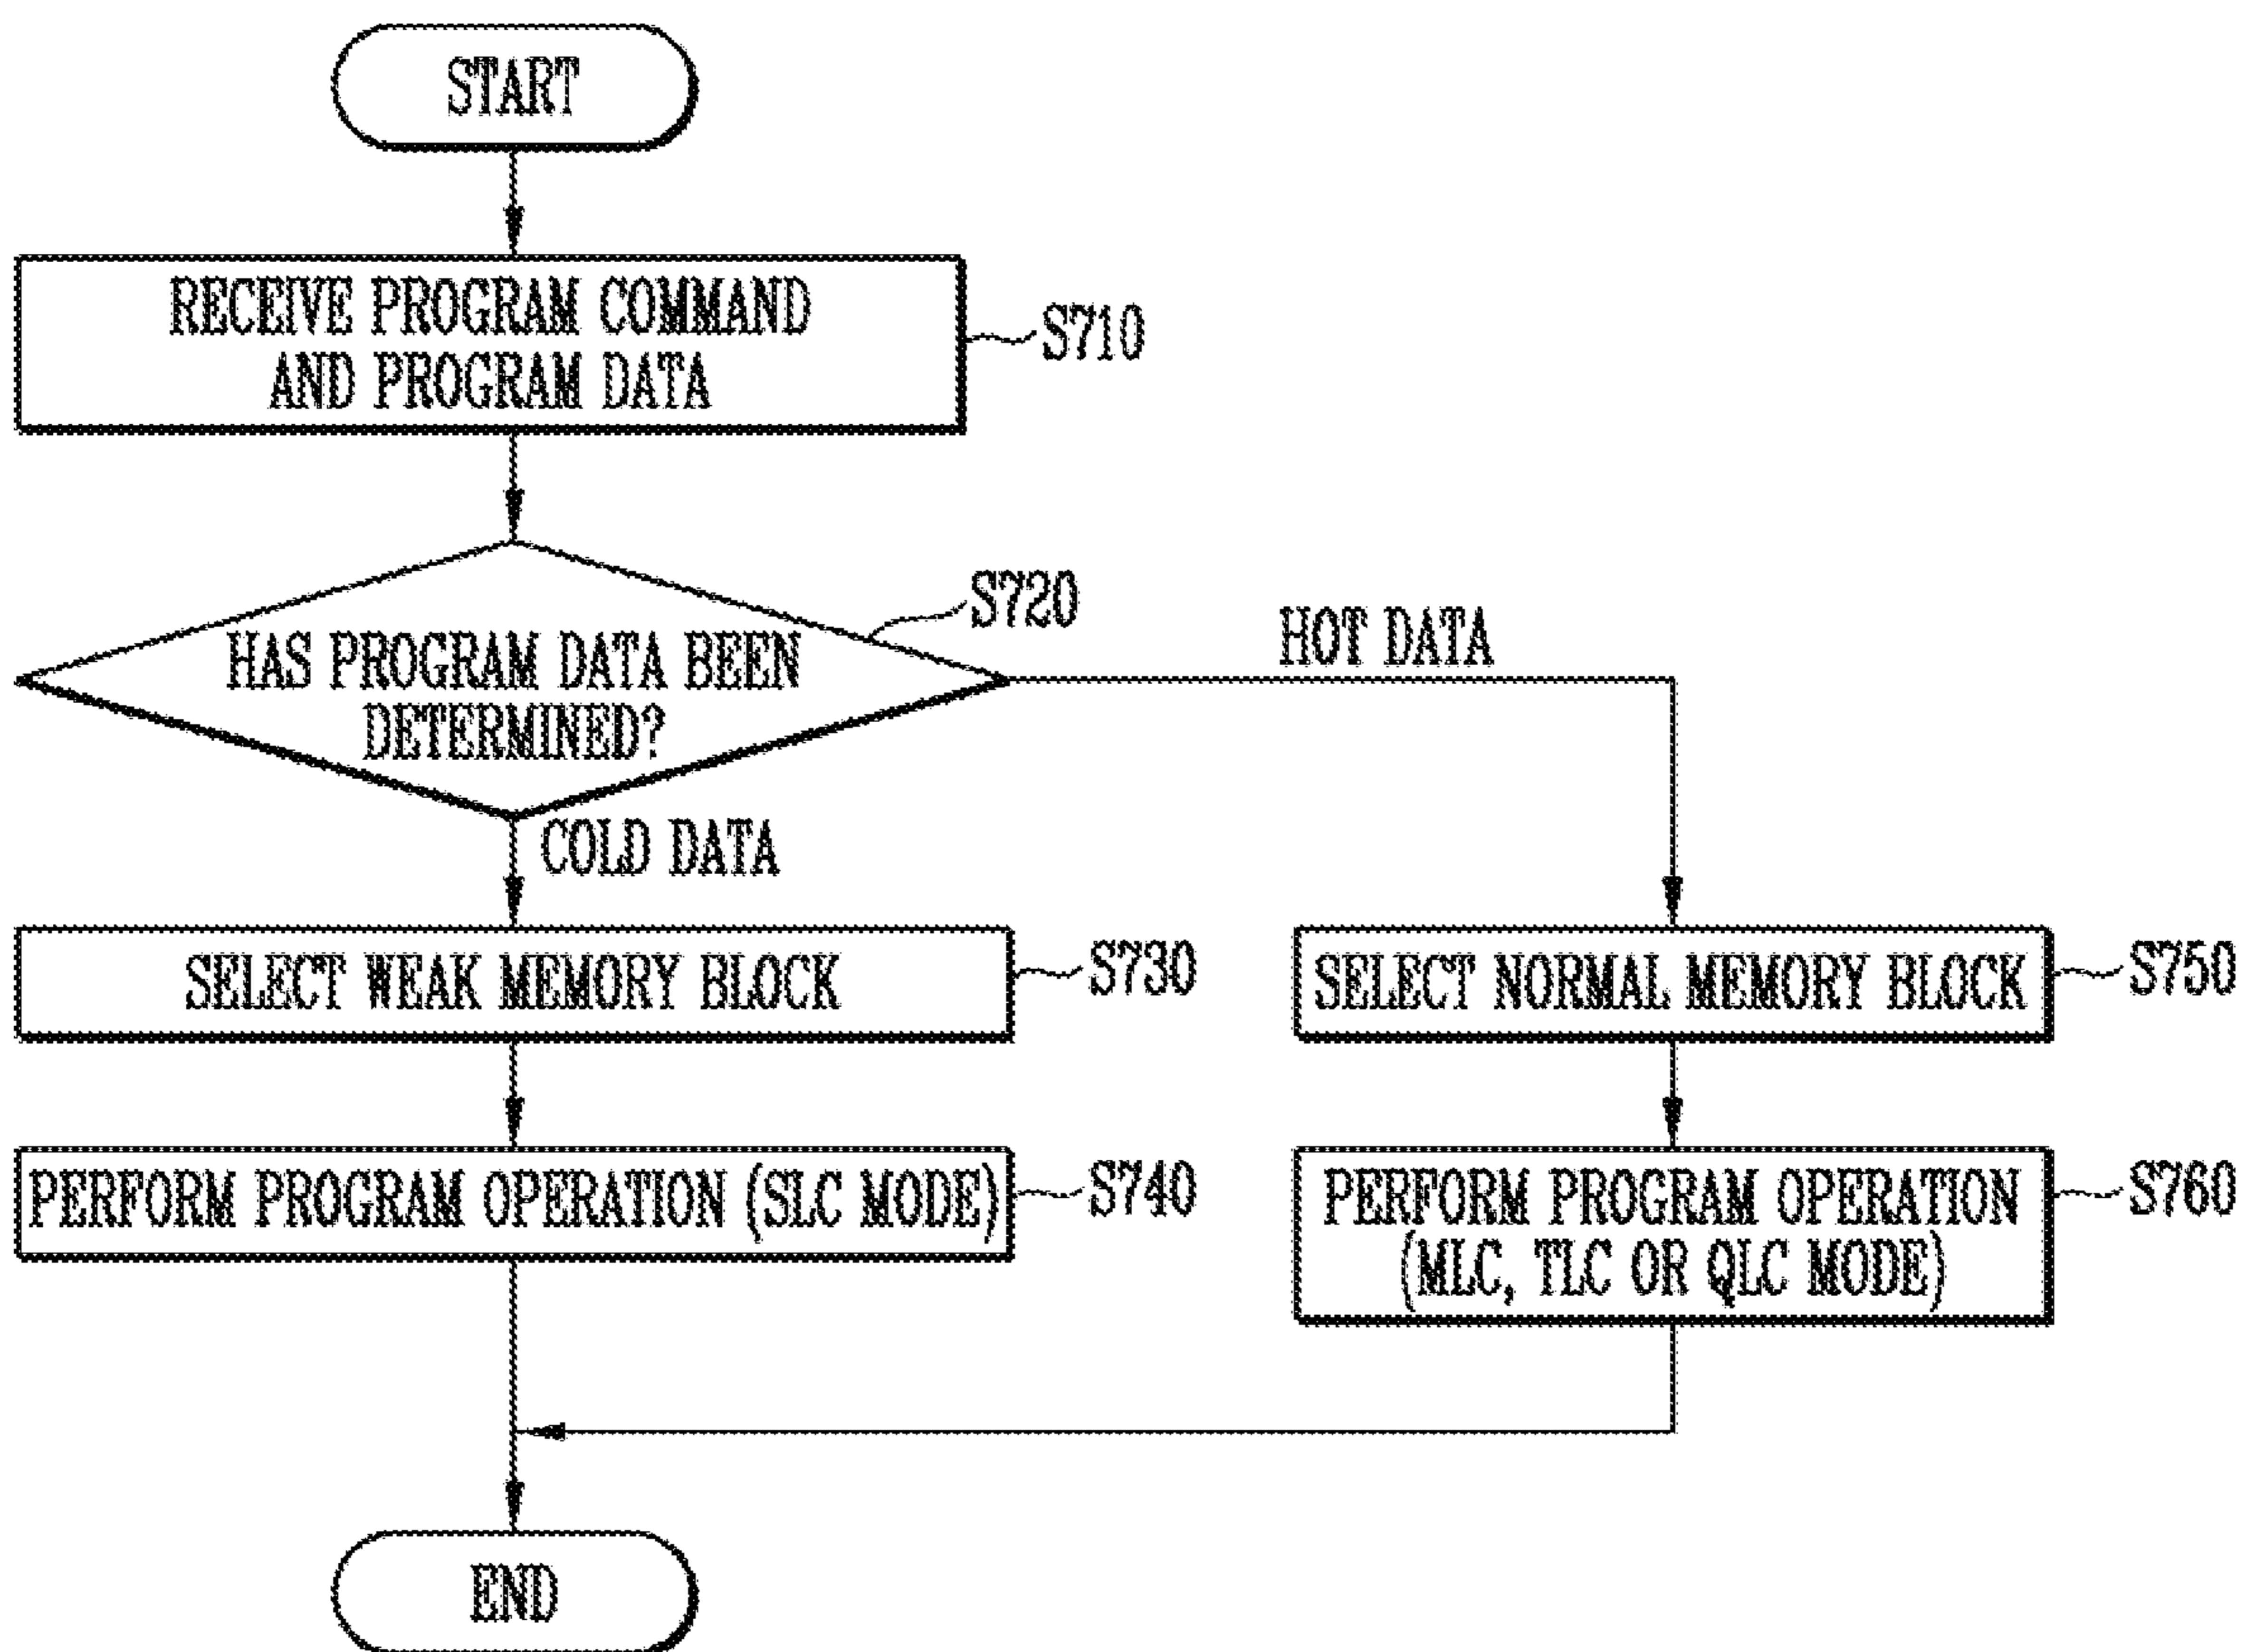 START
RECEIVE PROGRAM COMMAND
AND PROGRAM DATA
S710
S720
HAS PROGRAM DATA BEEN
DETERMINED?
HOT DATA
COLD DATA
SELECT WEAK MEMORY BLOCK
S730
SELECT NORMAL MEMORY BLOCK
S750
PERFORM PROGRAM OPERATION (SLC MODE)
S740
PERFORM PROGRAM OPERATION
(MLC, TLC OR QLC MODE)
S760
END